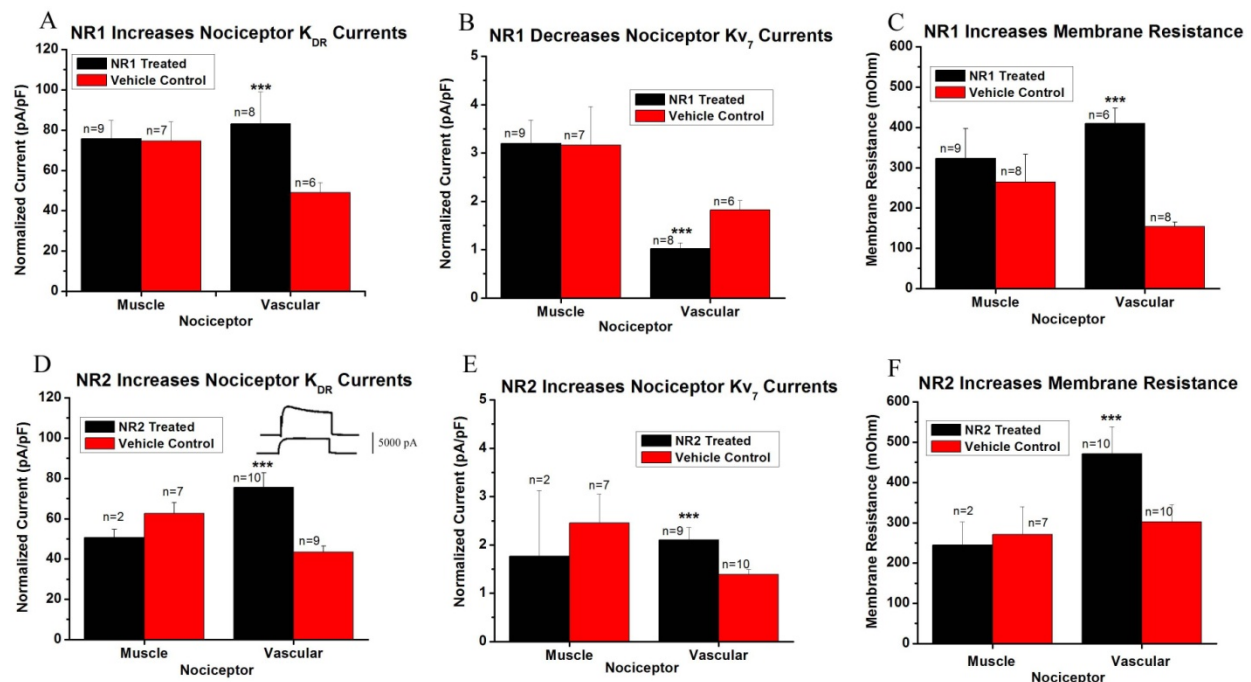 A
NR1 Increases Nociceptor KDR Currents
Normalized Current (pA/pF)
120
100
80
60
40
20
0
NR1 Treated
Vehicle Control
n=9
n=7
***
n=8
n=6
Muscle
Vascular
Nociceptor
B
NR1 Decreases Nociceptor Kv7 Currents
Normalized Current (pA/pF)
5
4
3
2
1
0
NR1 Treated
Vehicle Control
n=9
n=7
***
n=8
n=6
Muscle
Vascular
Nociceptor
C
NR1 Increases Membrane Resistance
Membrane Resistance (mOhm)
600
500
400
300
200
100
0
NR1 Treated
Vehicle Control
n=9
n=8
***
n=6
n=8
Muscle
Vascular
Nociceptor
D
NR2 Increases Nociceptor KDR Currents
Normalized Current (pA/pF)
120
100
80
60
40
20
0
NR2 Treated
Vehicle Control
5000 pA
n=2
n=7
***
n=10
n=9
Muscle
Vascular
Nociceptor
E
NR2 Increases Nociceptor Kv7 Currents
Normalized Current (pA/pF)
5
4
3
2
1
0
NR2 Treated
Vehicle Control
n=2
n=7
***
n=9
n=10
Muscle
Vascular
Nociceptor
F
NR2 Increases Membrane Resistance
Membrane Resistance (mOhm)
600
500
400
300
200
100
0
NR2 Treated
Vehicle Control
n=2
n=7
***
n=10
n=10
Muscle
Vascular
Nociceptor